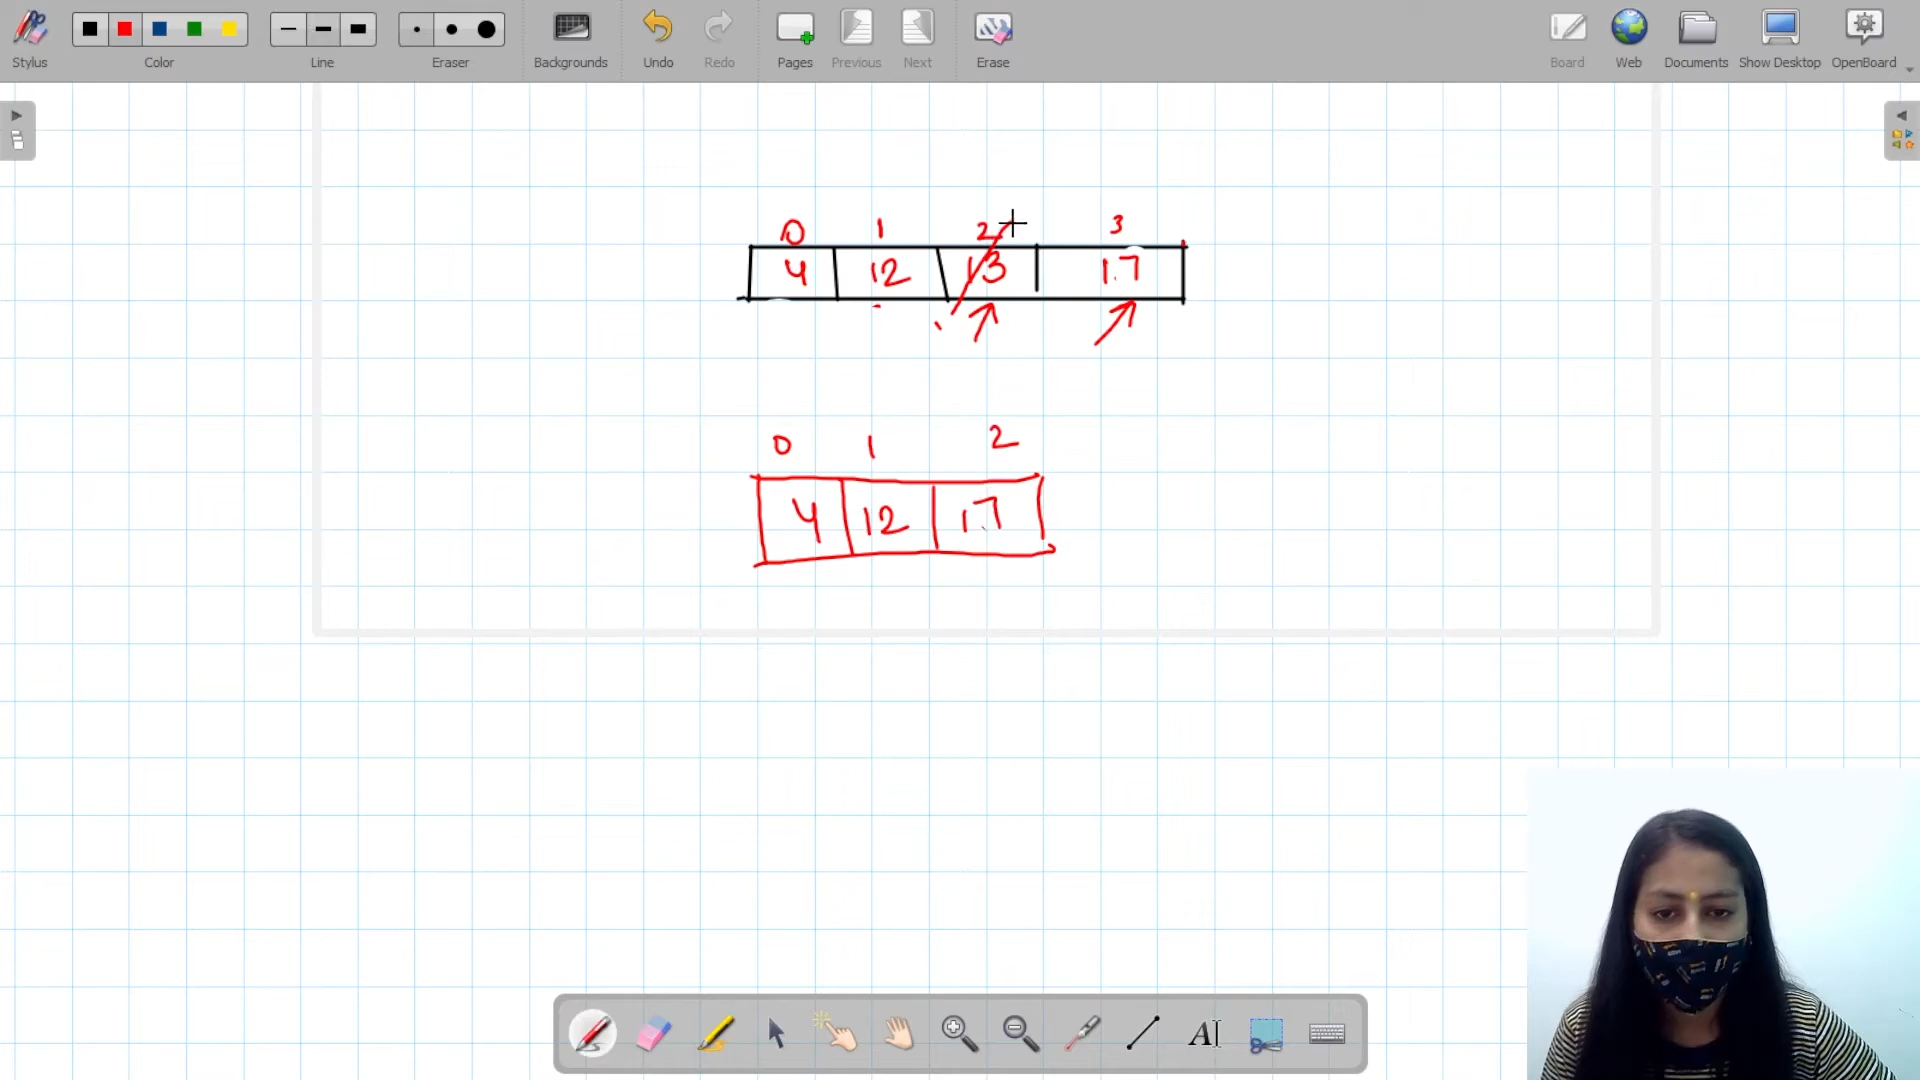 Stylus Color Line Eraser Backgrounds Undo Redo Pages Previous Next Erase Board Web Documents Show Desktop OpenBoard
0 1 2 3
4 12 13 17
0 1 2
4 12 17
A